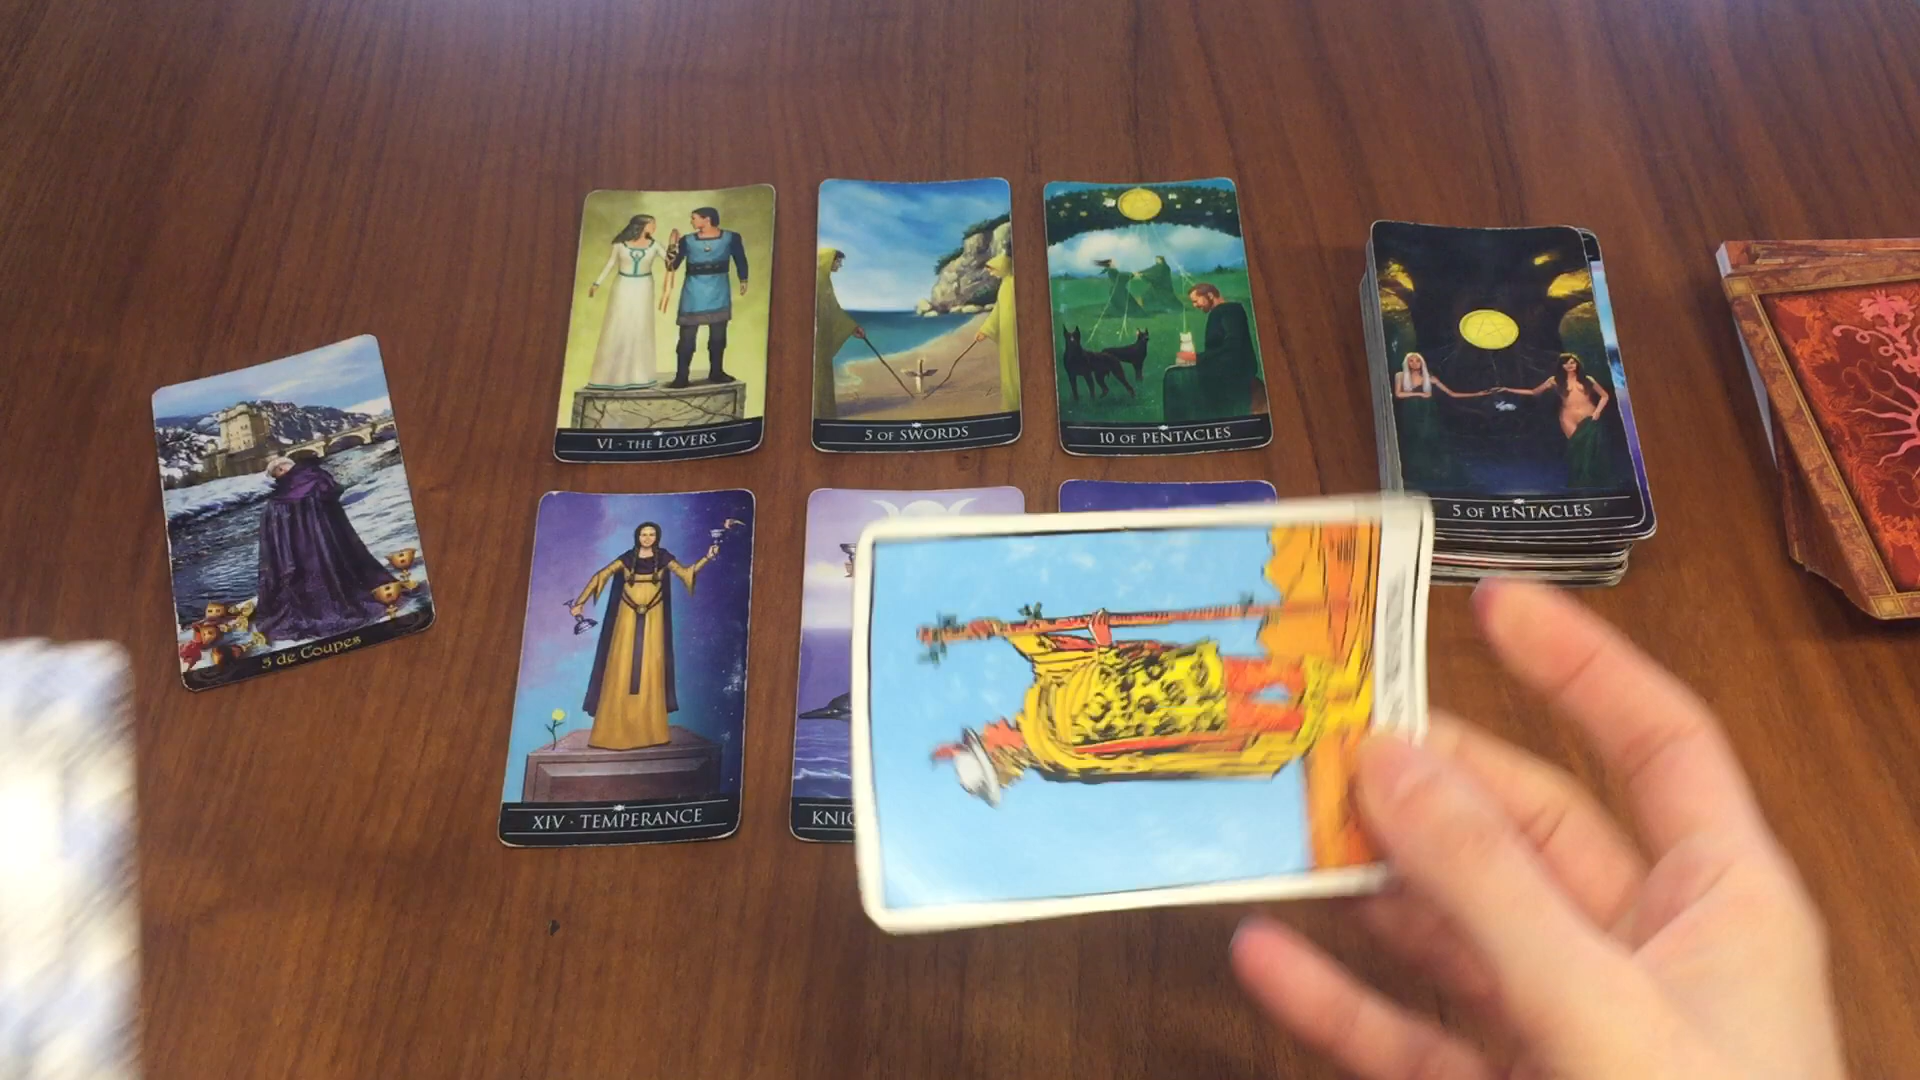 VI · THE LOVERS
5 OF SWORDS
10 OF PENTACLES
5 OF PENTACLES
5 de Coupes
XIV · TEMPERANCE